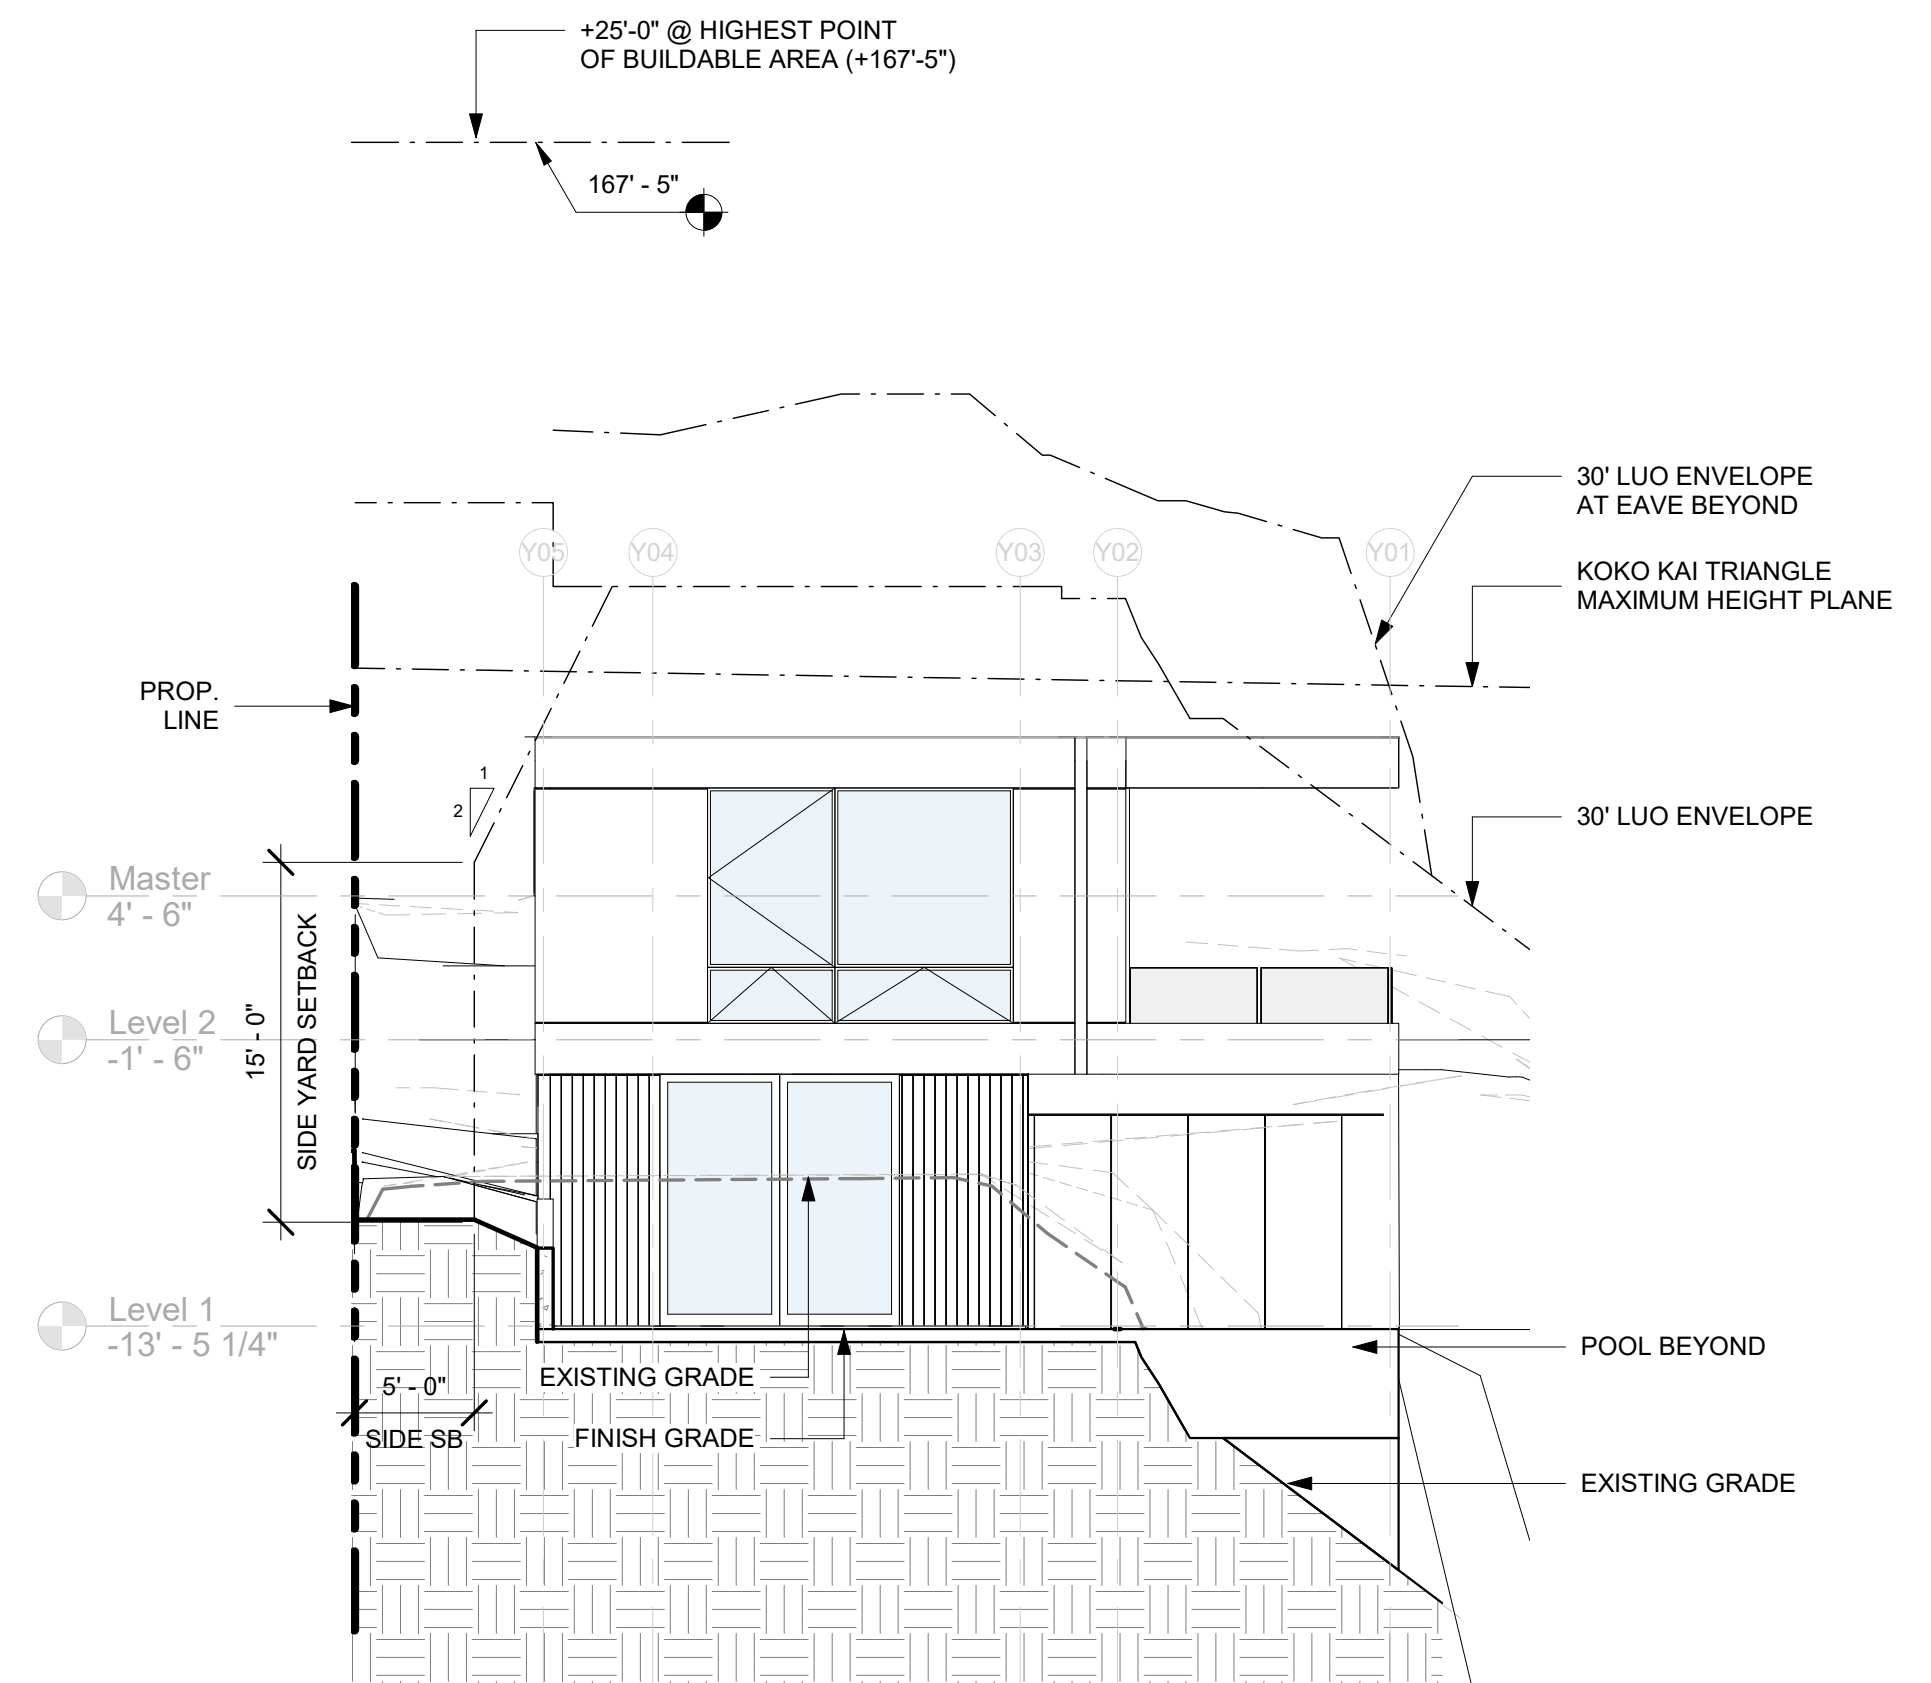 +25'-0" @ HIGHEST POINT
OF BUILDABLE AREA (+167'-5")
167' - 5"
30' LUO ENVELOPE
AT EAVE BEYOND
Y05
Y04
Y03
Y02
Y01
KOKO KAI TRIANGLE
MAXIMUM HEIGHT PLANE
PROP.
LINE
1
2
30' LUO ENVELOPE
Master
4' - 6"
Level 2
-1' - 6"
15' - 0"
SIDE YARD SETBACK
Level 1
-13' - 5 1/4"
POOL BEYOND
EXISTING GRADE
5' - 0"
SIDE SB
FINISH GRADE
EXISTING GRADE